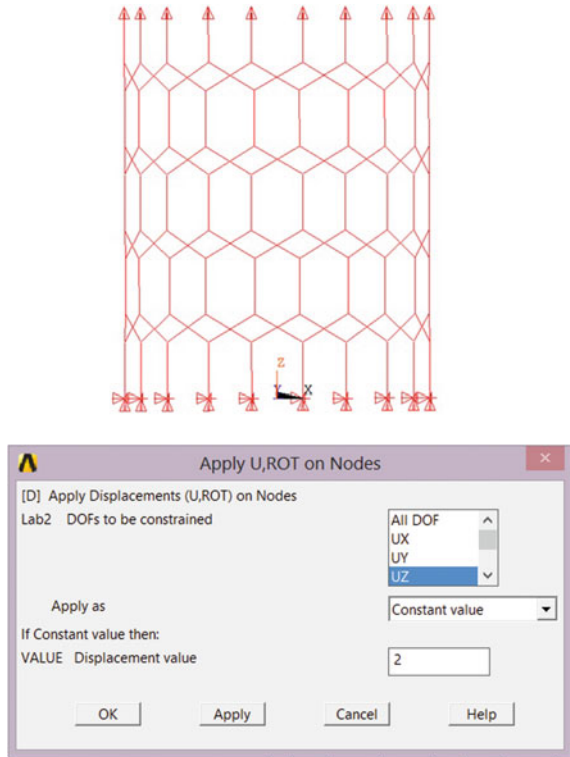 Z
Y X
Apply U,ROT on Nodes
[D] Apply Displacements (U,ROT) on Nodes
Lab2 DOFs to be constrained
All DOF
UX
UY
UZ
Apply as
Constant value
If Constant value then:
VALUE Displacement value
2
OK Apply Cancel Help